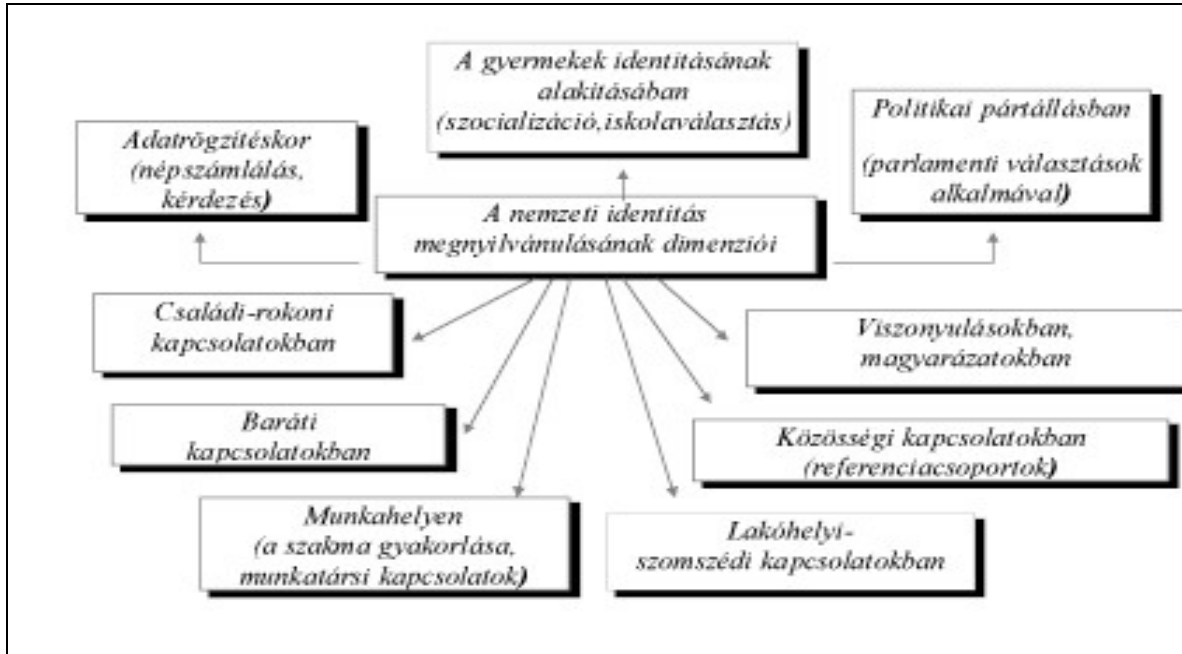 A gyermekek identitásának
alakításában
(szocializáció,iskolaválasztás)
Politikai pártállásban
(parlamenti választások
alkalmával)
Adatrögzítéskor
(népszámlálás,
kérdezés)
A nemzeti identitás
megnyilvánulásának dimenziói
Családi-rokoni
kapcsolatokban
Viszonyulásokban,
magyarázatokban
Baráti
kapcsolatokban
Közösségi kapcsolatokban
(referenciacsoportok)
Munkahelyen
(a szakma gyakorlása,
munkatársi kapcsolatok)
Lakóhelyi-
szomszédi kapcsolatokban